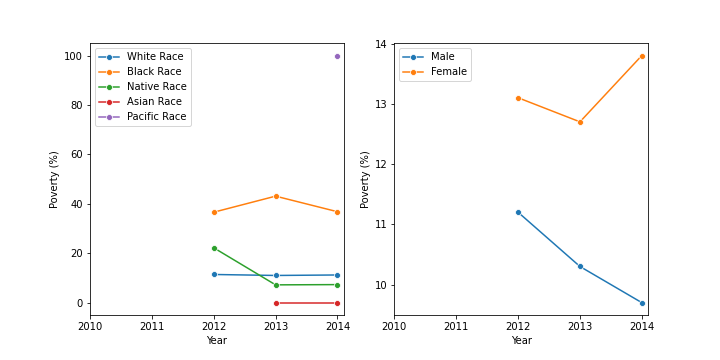 100
80
60
40
20
0
Poverty (%)
White Race
Black Race
Native Race
Asian Race
Pacific Race
2010 2011 2012 2013 2014
Year
14
13
12
11
10
Poverty (%)
Male
Female
2010 2011 2012 2013 2014
Year